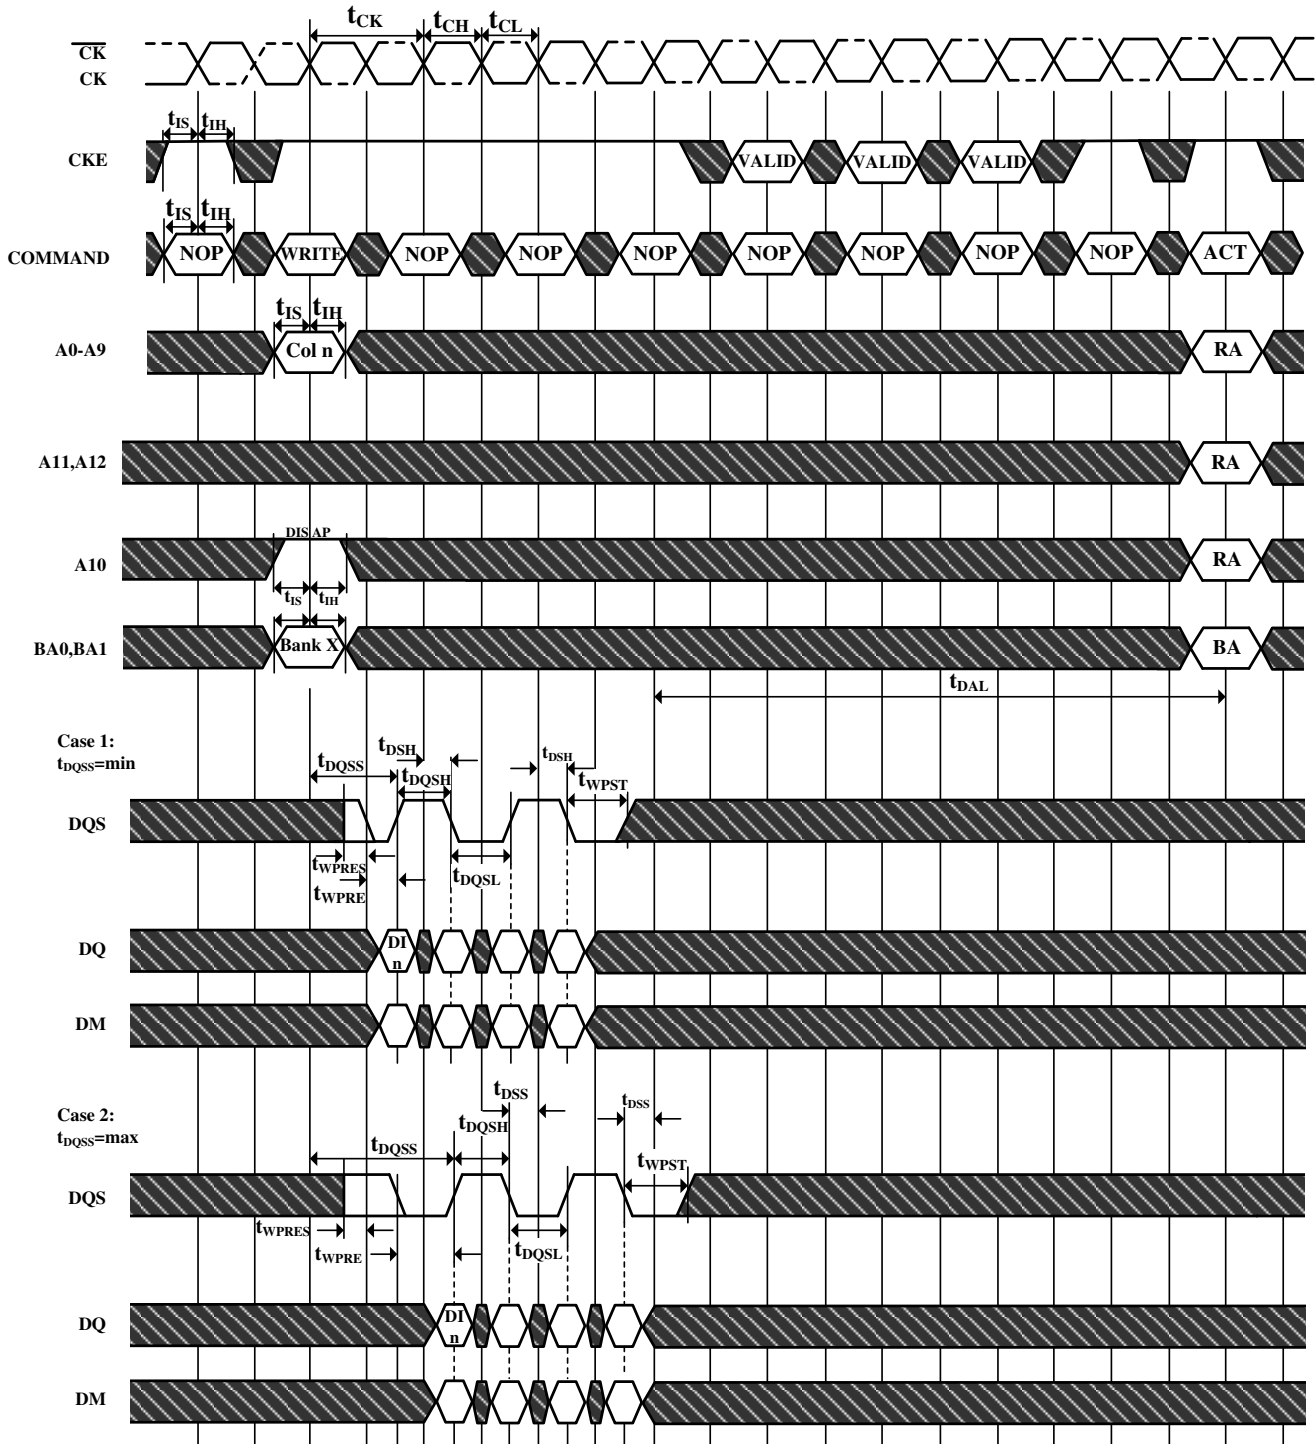 tCK tCH tCL
CK
CK
tIS tIH
CKE VALID VALID VALID
tIS tIH
COMMAND NOP WRITE NOP NOP NOP NOP NOP NOP NOP ACT
tIS tIH
A0-A9 Col n RA
A11,A12 RA
DIS AP
A10 RA
tIS tIH
BA0,BA1 Bank X BA
tDAL
Case 1:
tDQSS=min
tDSH tDSH
tDQSS tDQSH tWPST
DQS
tWPRES tDQSL
tWPRE
DQ DI
n
DM
tDSS tDSS
Case 2:
tDQSS=max
tDQSH
tDQSS tWPST
DQS
tWPRES tDQSL
tWPRE
DQ DI
n
DM